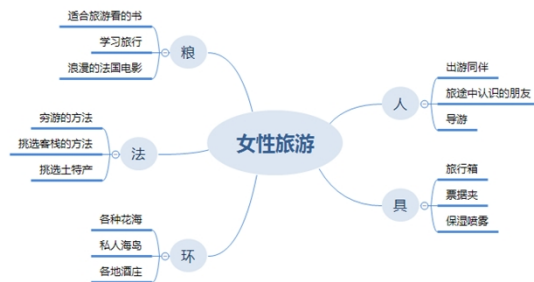 女性旅游
粮
适合旅游看的书
学习旅行
浪漫的法国电影
法
穷游的方法
挑选客栈的方法
挑选土特产
环
各种花海
私人海岛
各地酒庄
人
出游同伴
旅途中认识的朋友
导游
具
旅行箱
票据夹
保湿喷雾